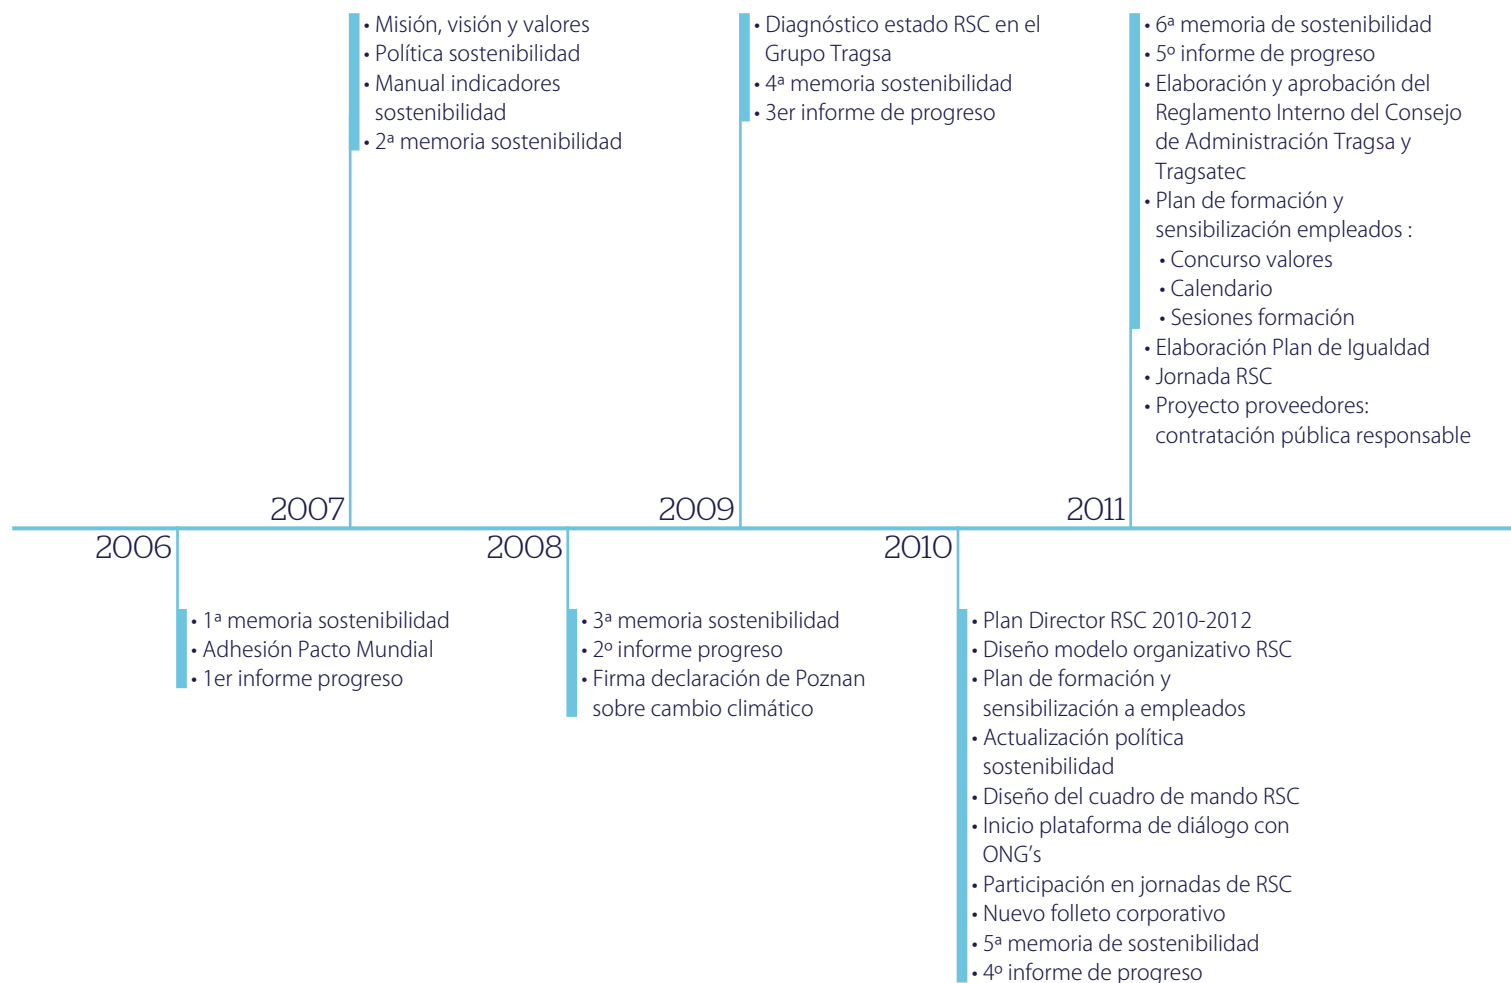 • Misión, visión y valores
• Política sostenibilidad
• Manual indicadores
sostenibilidad
• 2ª memoria sostenibilidad
• Diagnóstico estado RSC en el
Grupo Tragsa
• 4ª memoria sostenibilidad
• 3er informe de progreso
• 6ª memoria de sostenibilidad
• 5º informe de progreso
• Elaboración y aprobación del
Reglamento Interno del Consejo
de Administración Tragsa y
Tragsatec
• Plan de formación y
sensibilización empleados :
• Concurso valores
• Calendario
• Sesiones formación
• Elaboración Plan de Igualdad
• Jornada RSC
• Proyecto proveedores:
contratación pública responsable
2007
2009
2011
2006
2008
2010
• 1ª memoria sostenibilidad
• Adhesión Pacto Mundial
• 1er informe progreso
• 3ª memoria sostenibilidad
• 2º informe progreso
• Firma declaración de Poznan
sobre cambio climático
• Plan Director RSC 2010-2012
• Diseño modelo organizativo RSC
• Plan de formación y
sensibilización a empleados
• Actualización política
sostenibilidad
• Diseño del cuadro de mando RSC
• Inicio plataforma de diálogo con
ONG’s
• Participación en jornadas de RSC
• Nuevo folleto corporativo
• 5ª memoria de sostenibilidad
• 4º informe de progreso